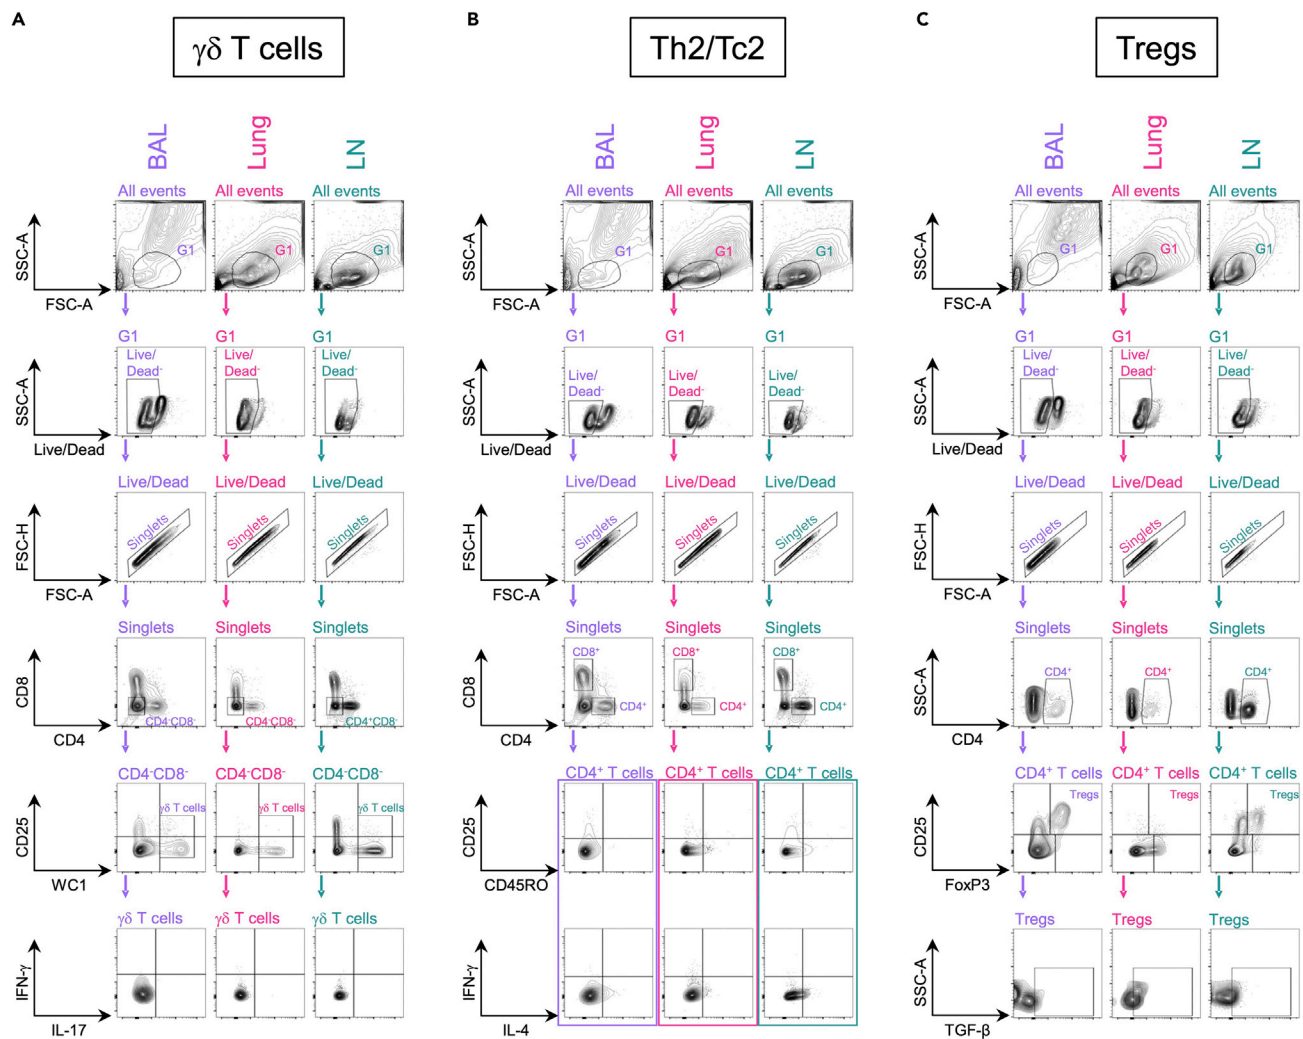 A
γδ T cells
BAL
Lung
LN
All events
All events
All events
SSC-A
G1
G1
G1
FSC-A
G1
G1
G1
SSC-A
Live/
Dead-
Live/
Dead-
Live/
Dead-
Live/Dead
Live/Dead
Live/Dead
Live/Dead
FSC-H
Singlets
Singlets
Singlets
FSC-A
Singlets
Singlets
Singlets
CD8
CD4-CD8-
CD4-CD8-
CD4+CD8-
CD4
CD4-CD8-
CD4-CD8-
CD4-CD8-
CD25
γδ T cells
γδ T cells
γδ T cells
WC1
γδ T cells
γδ T cells
γδ T cells
IFN-γ
IL-17
B
Th2/Tc2
BAL
Lung
LN
All events
All events
All events
SSC-A
G1
G1
G1
FSC-A
G1
G1
G1
SSC-A
Live/
Dead-
Live/
Dead-
Live/
Dead-
Live/Dead
Live/Dead
Live/Dead
Live/Dead
FSC-H
Singlets
Singlets
Singlets
FSC-A
Singlets
Singlets
Singlets
CD8
CD8+
CD8+
CD8+
CD4+
CD4+
CD4+
CD4
CD4+ T cells
CD4+ T cells
CD4+ T cells
CD25
CD45RO
IFN-γ
IL-4
C
Tregs
BAL
Lung
LN
All events
All events
All events
SSC-A
G1
G1
G1
FSC-A
G1
G1
G1
SSC-A
Live/
Dead-
Live/
Dead-
Live/
Dead-
Live/Dead
Live/Dead
Live/Dead
Live/Dead
FSC-H
Singlets
Singlets
Singlets
FSC-A
Singlets
Singlets
Singlets
SSC-A
CD4+
CD4+
CD4+
CD4
CD4+ T cells
CD4+ T cells
CD4+ T cells
CD25
Tregs
Tregs
Tregs
FoxP3
Tregs
Tregs
Tregs
SSC-A
TGF-β